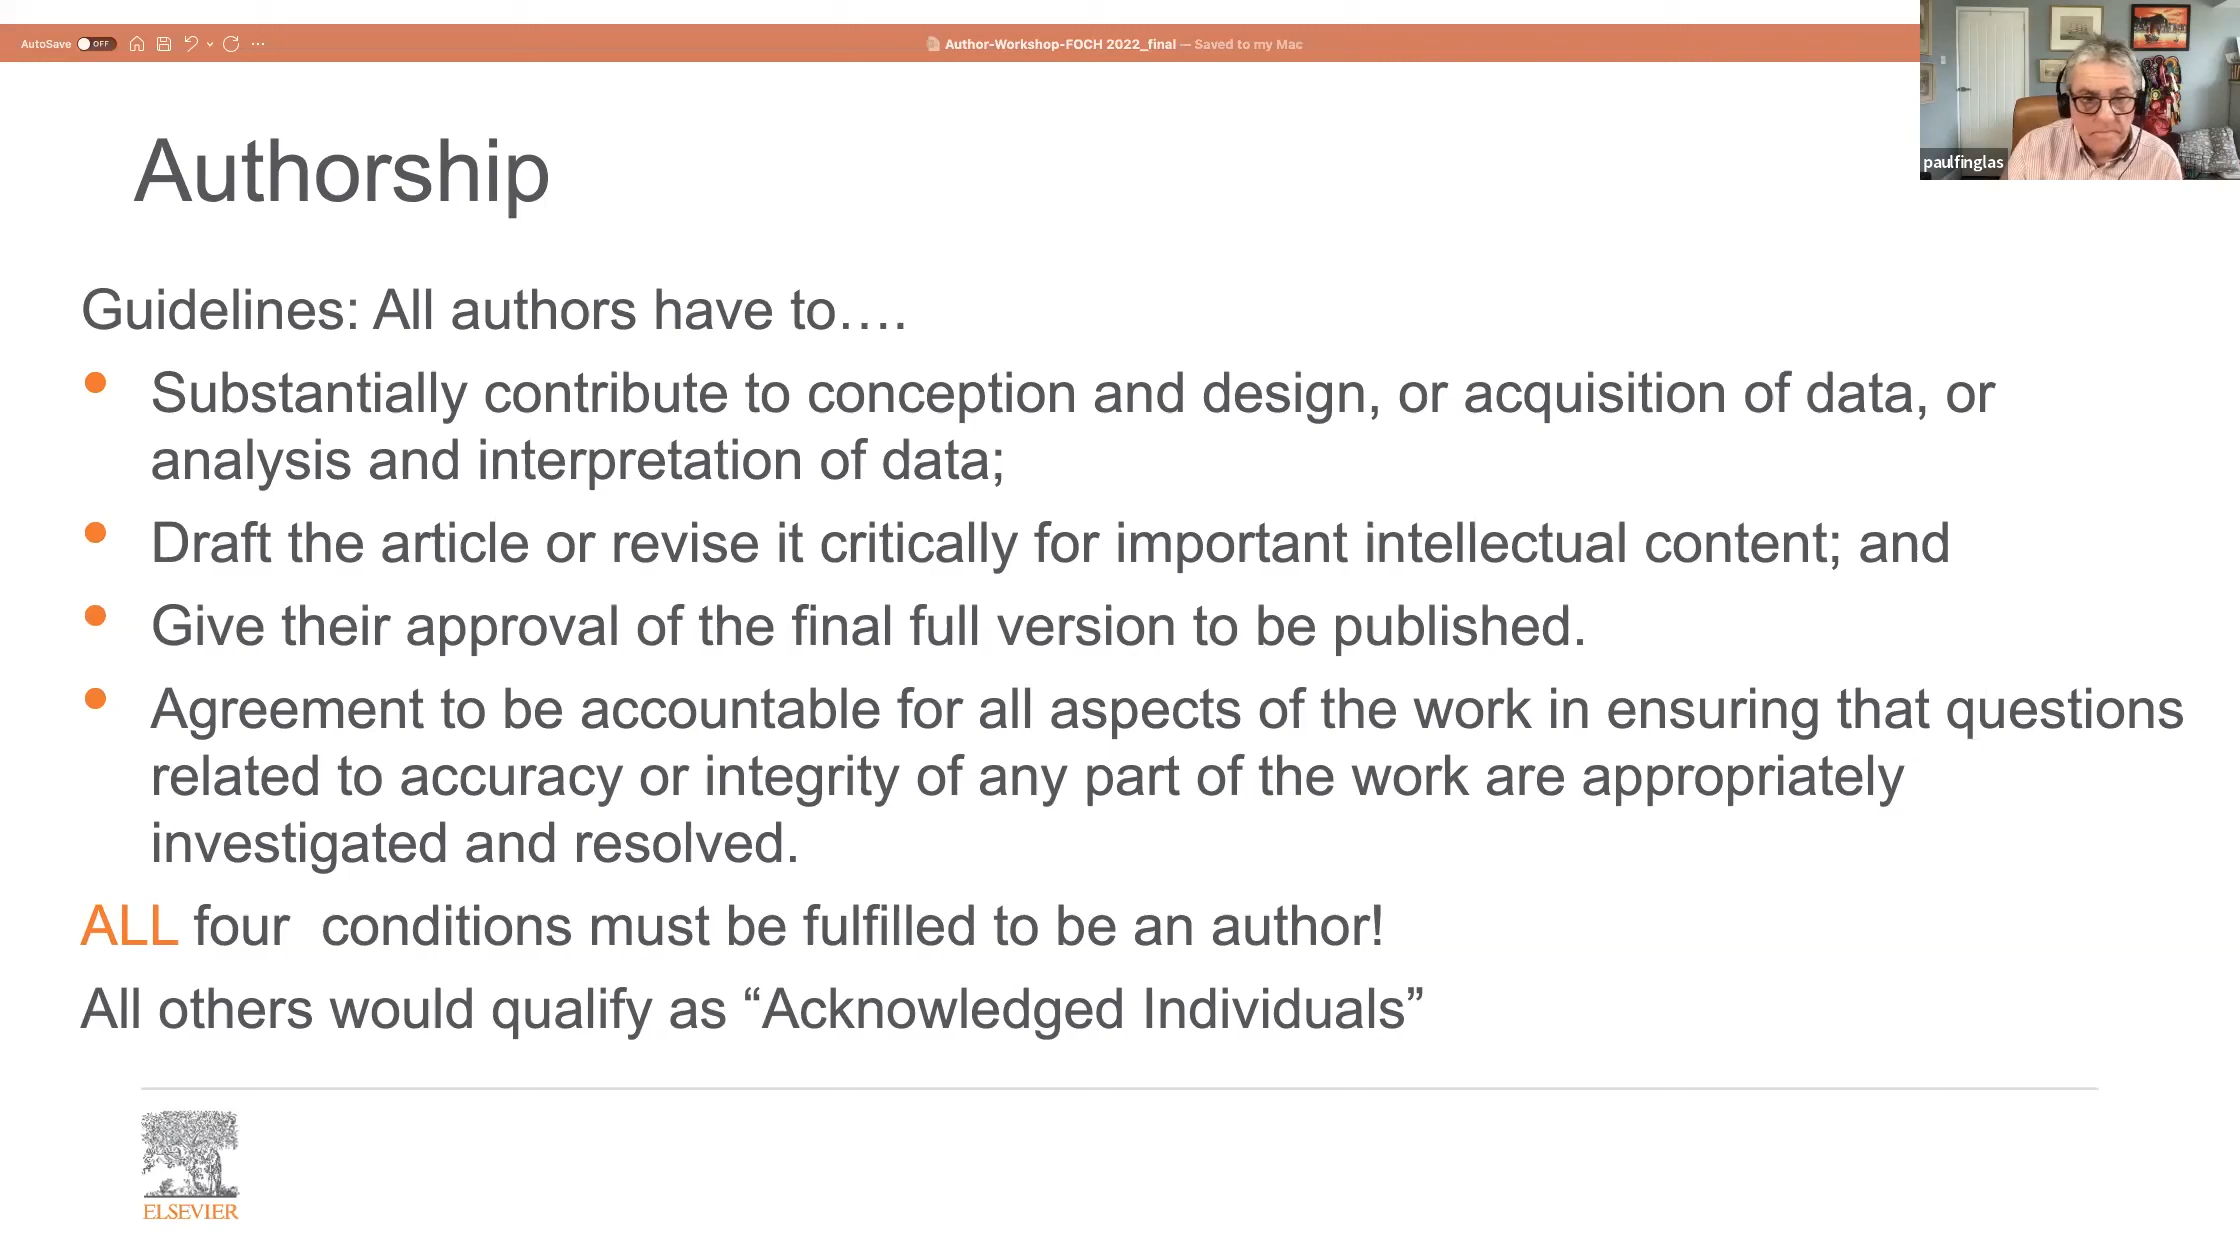 AutoSave OFF
Author-Workshop-FOCH 2022_final — Saved to my Mac
paulfinglas
Authorship
Guidelines: All authors have to….
• Substantially contribute to conception and design, or acquisition of data, or
analysis and interpretation of data;
• Draft the article or revise it critically for important intellectual content; and
• Give their approval of the final full version to be published.
• Agreement to be accountable for all aspects of the work in ensuring that questions
related to accuracy or integrity of any part of the work are appropriately
investigated and resolved.
ALL four  conditions must be fulfilled to be an author!
All others would qualify as “Acknowledged Individuals”
ELSEVIER